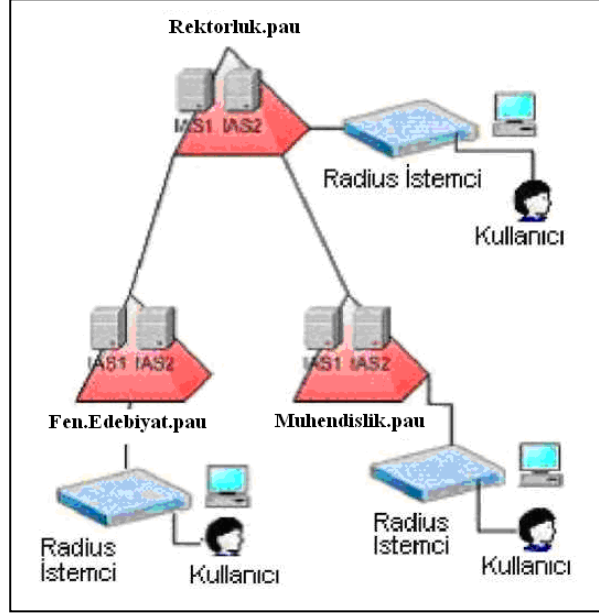 Rektorluk.pau
IAS1 IAS2
Radius İstemci
Kullanıcı
IAS1 IAS2
IAS1 IAS2
Fen.Edebiyat.pau
Muhendislik.pau
Radius
İstemci
Kullanıcı
Radius
Istemci
Kullanıcı